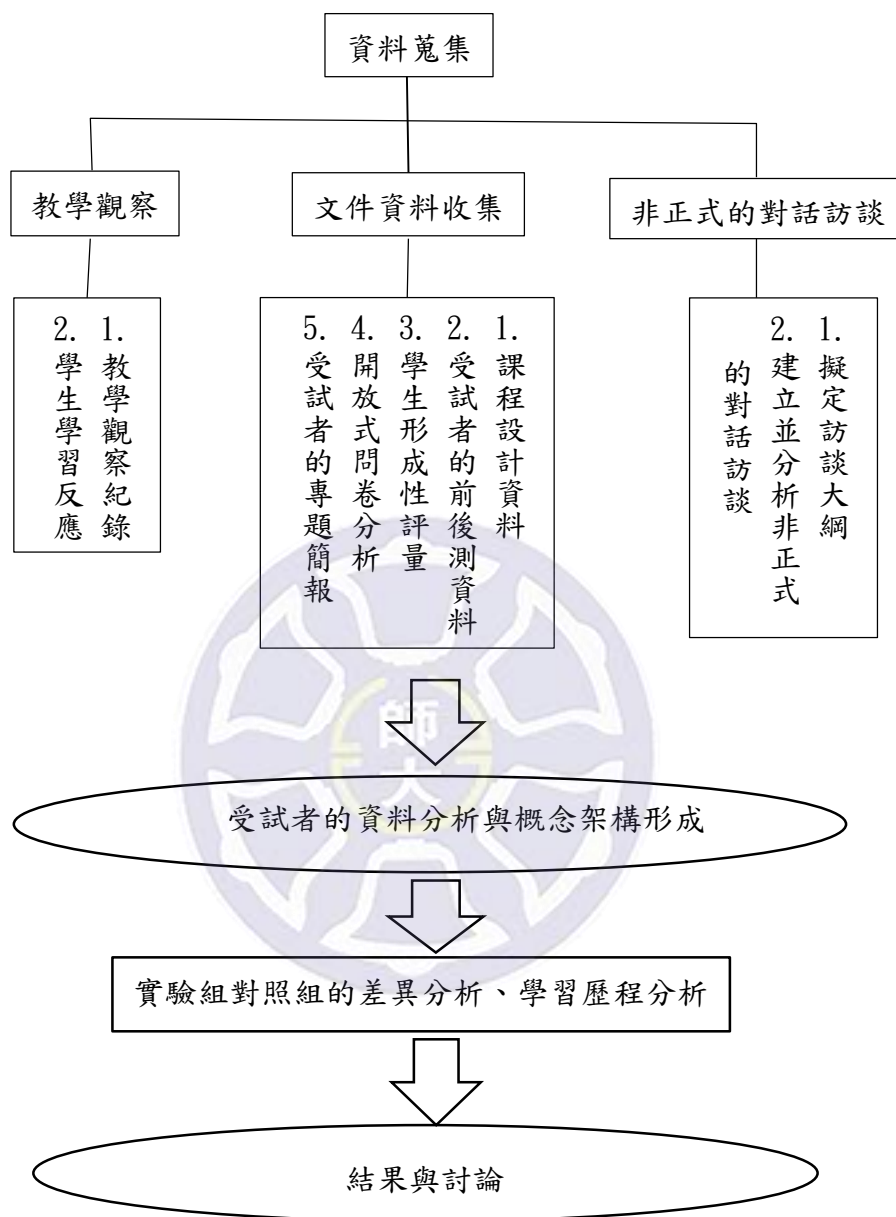 資料蒐集
教學觀察
文件資料收集
非正式的對話訪談
1. 教學觀察紀錄
2. 學生學習反應
1. 課程設計資料
2. 受試者的前後測資料
3. 學生形成性評量
4. 開放式問卷分析
5. 受試者的專題簡報
1. 擬定訪談大綱
2. 建立並分析非正式
的對話訪談
師大
受試者的資料分析與概念架構形成
實驗組對照組的差異分析、學習歷程分析
結果與討論